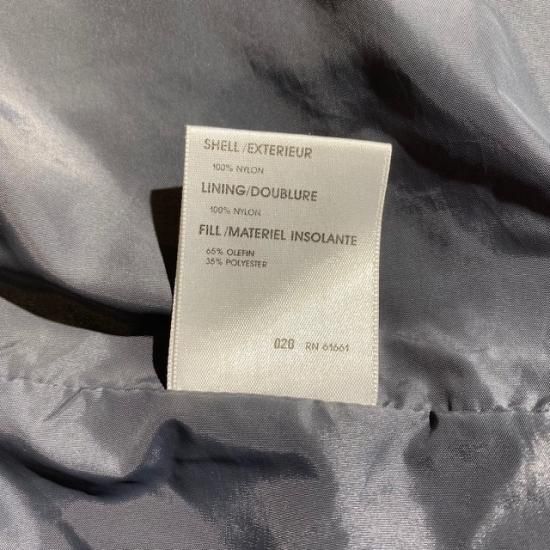 SHELL/EXTERIEUR
100% NYLON
LINING/DOUBLURE
100% NYLON
FILL/MATERIEL INSOLANTE
65% OLEFIN
35% POLYESTER
020 RN 61661